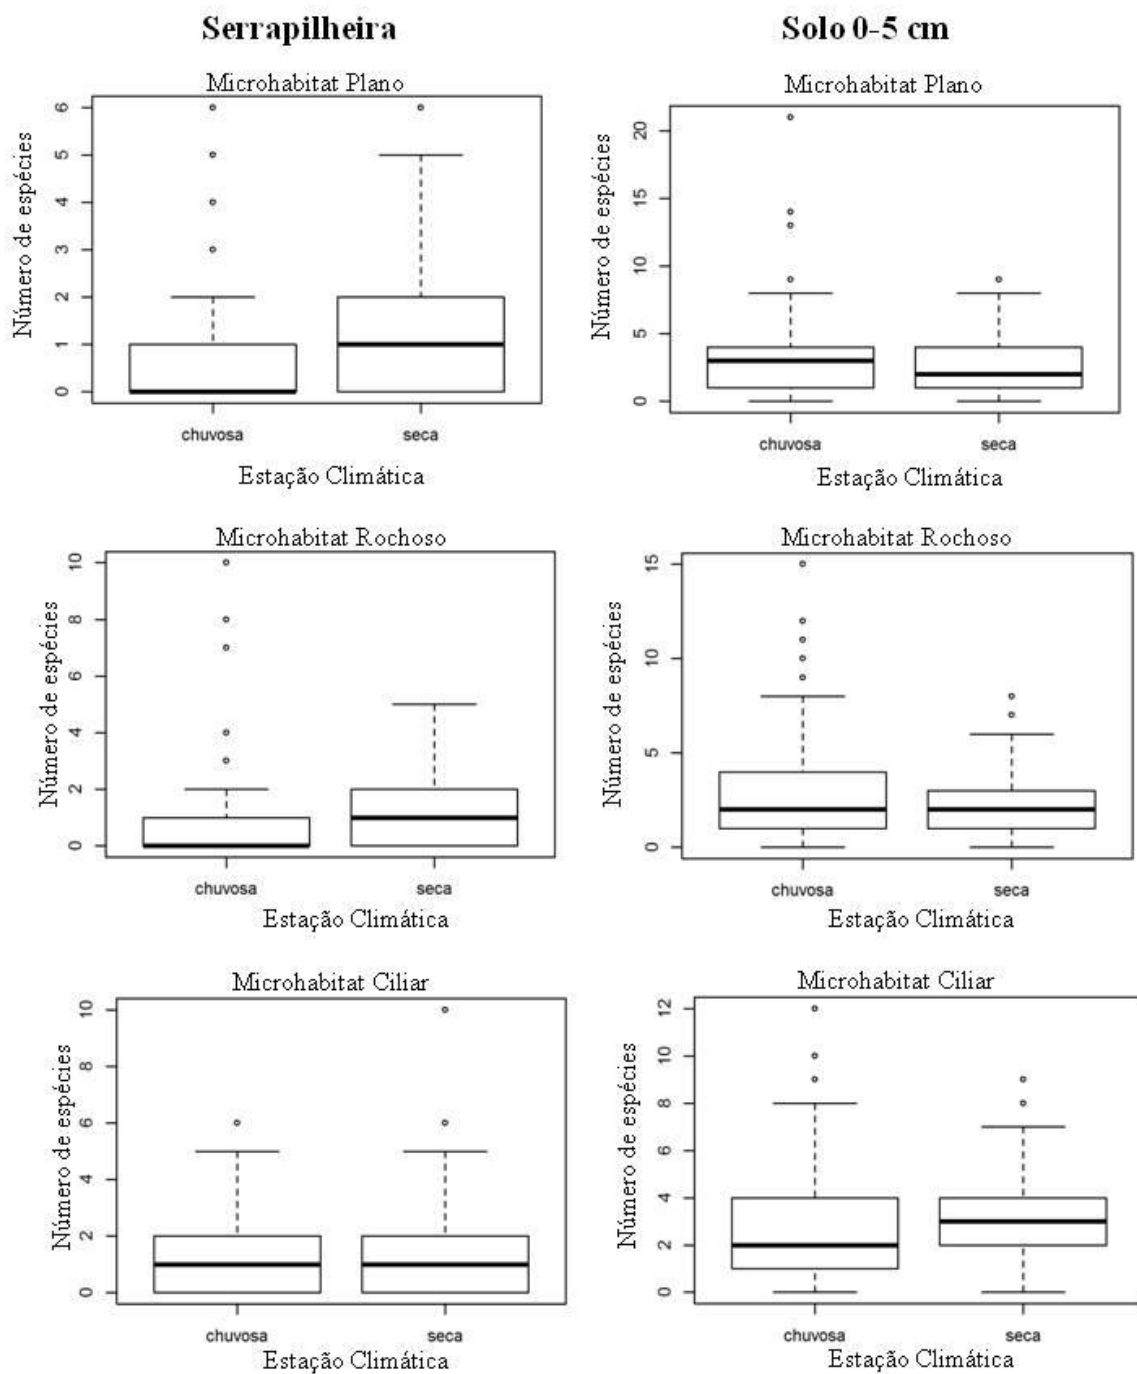 Serrapilheira
Solo 0-5 cm
Microhabitat Plano
Número de espécies
6
5
4
3
2
1
0
chuvosa
seca
Estação Climática
Microhabitat Plano
Número de espécies
20
15
10
5
0
chuvosa
seca
Estação Climática
Microhabitat Rochoso
Número de espécies
10
8
6
4
2
0
chuvosa
seca
Estação Climática
Microhabitat Rochoso
Número de espécies
15
10
5
0
chuvosa
seca
Estação Climática
Microhabitat Ciliar
Número de espécies
10
8
6
4
2
0
chuvosa
seca
Estação Climática
Microhabitat Ciliar
Número de espécies
12
10
8
6
4
2
0
chuvosa
seca
Estação Climática